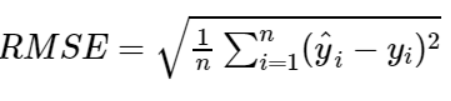 RMSE = √(1/n ∑ⁿᵢ₌₁(ŷᵢ − yᵢ)²)